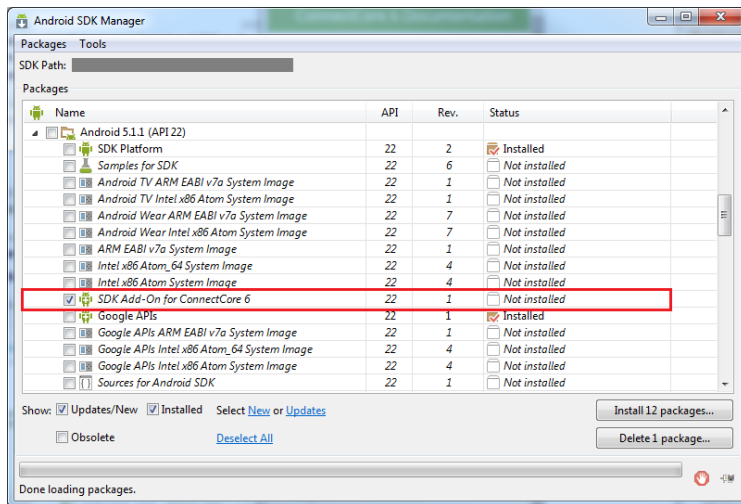 ConnectCore 6 Documentation
Android SDK Manager
Packages Tools
SDK Path:
Packages
Name API Rev. Status
Android 5.1.1 (API 22)
SDK Platform 22 2 Installed
Samples for SDK 22 6 Not installed
Android TV ARM EABI v7a System Image 22 1 Not installed
Android TV Intel x86 Atom System Image 22 1 Not installed
Android Wear ARM EABI v7a System Image 22 7 Not installed
Android Wear Intel x86 Atom System Image 22 7 Not installed
ARM EABI v7a System Image 22 1 Not installed
Intel x86 Atom_64 System Image 22 4 Not installed
Intel x86 Atom System Image 22 4 Not installed
SDK Add-On for ConnectCore 6 22 1 Not installed
Google APIs 22 1 Installed
Google APIs ARM EABI v7a System Image 22 1 Not installed
Google APIs Intel x86 Atom_64 System Image 22 4 Not installed
Google APIs Intel x86 Atom System Image 22 4 Not installed
Sources for Android SDK 22 1 Not installed
Show: Updates/New Installed Select New or Updates Install 12 packages...
Obsolete Deselect All Delete 1 package...
Done loading packages.